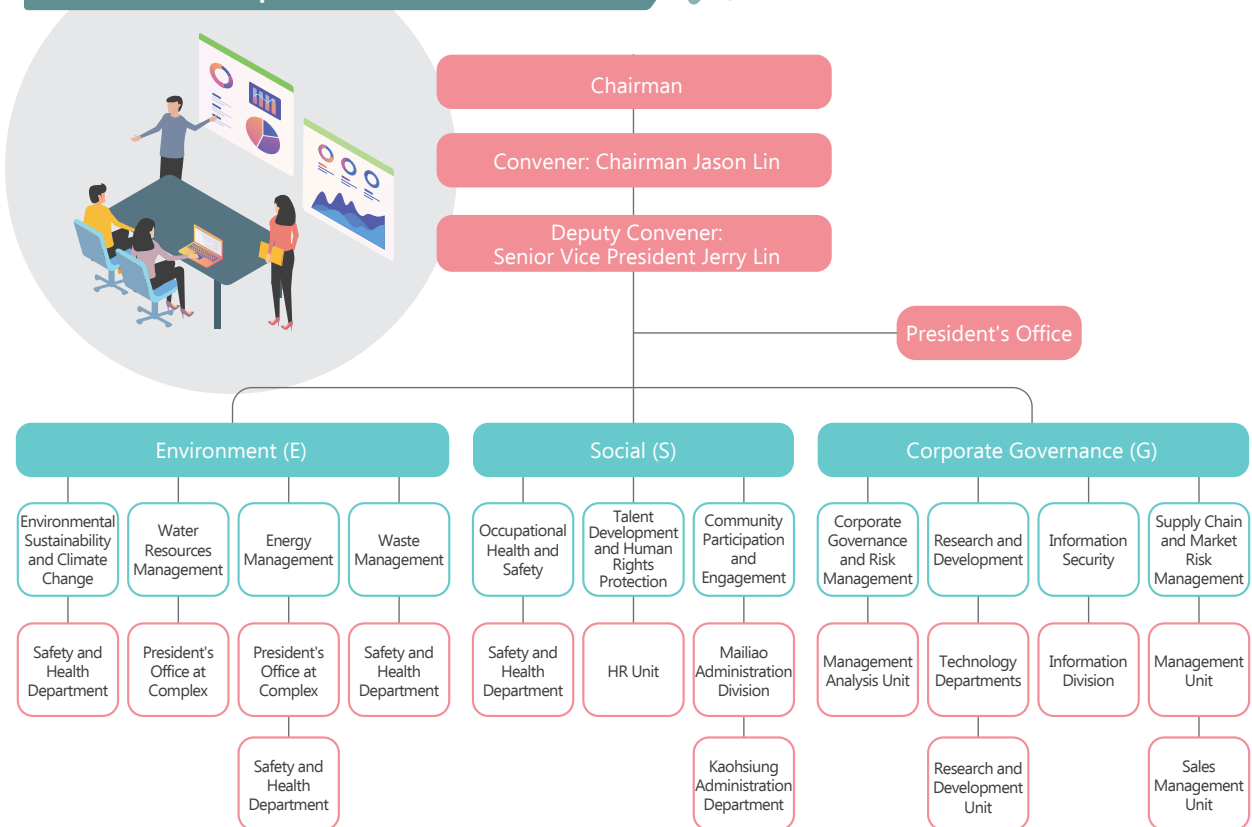 Chairman
Convener: Chairman Jason Lin
Deputy Convener:
Senior Vice President Jerry Lin
President's Office
Environment (E)
Social (S)
Corporate Governance (G)
Environmental
Sustainability
and Climate
Change
Water
Resources
Management
Energy
Management
Waste
Management
Occupational
Health and
Safety
Talent
Development
and Human
Rights
Protection
Community
Participation
and
Engagement
Corporate
Governance
and Risk
Management
Research and
Development
Information
Security
Supply Chain
and Market
Risk
Management
Safety and
Health
Department
President's
Office at
Complex
President's
Office at
Complex
Safety and
Health
Department
Safety and
Health
Department
HR Unit
Mailiao
Administration
Division
Management
Analysis Unit
Technology
Departments
Information
Division
Management
Unit
Safety and
Health
Department
Kaohsiung
Administration
Department
Research and
Development
Unit
Sales
Management
Unit